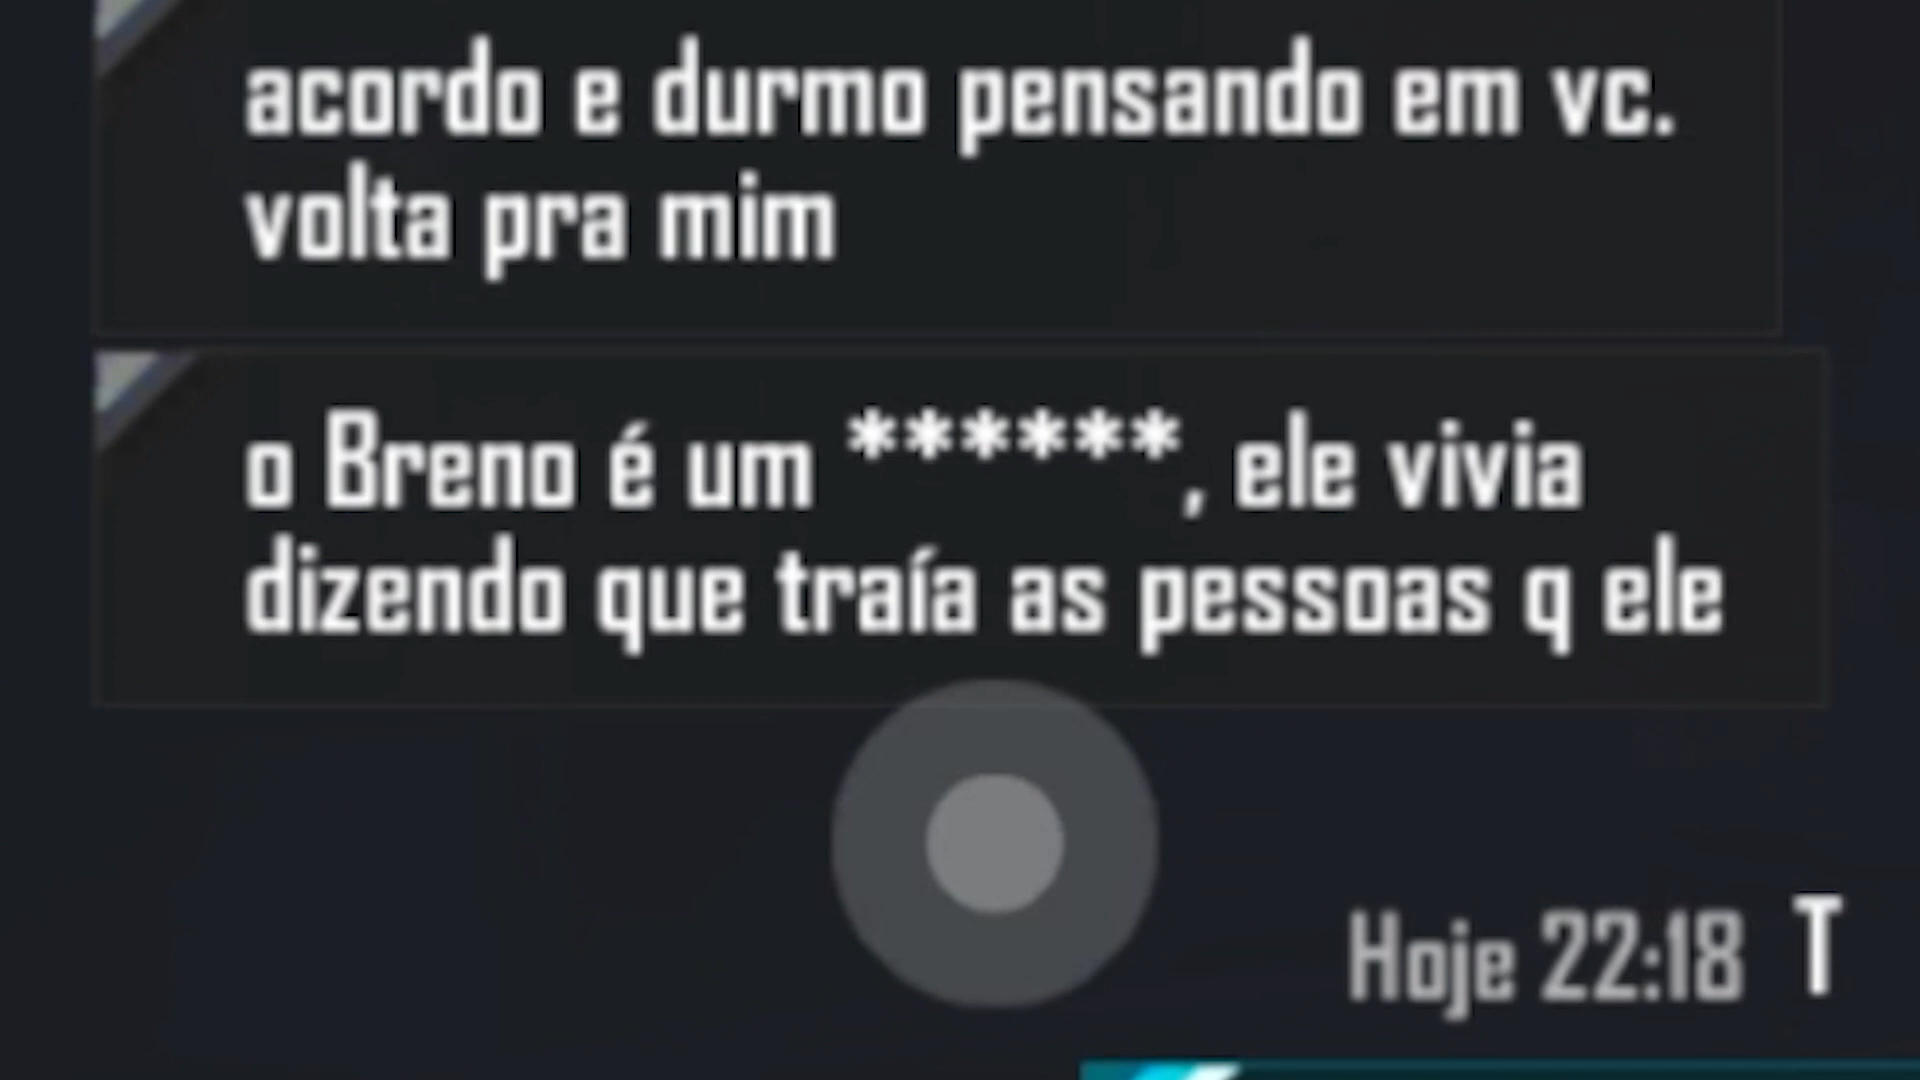 acordo e durmo pensando em vc.
volta pra mim
o Breno é um ******, ele vivia
dizendo que traía as pessoas q ele
Hoje 22:18 T